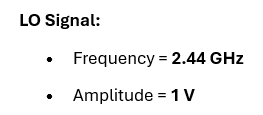 LO Signal:
• Frequency = 2.44 GHz
• Amplitude = 1 V